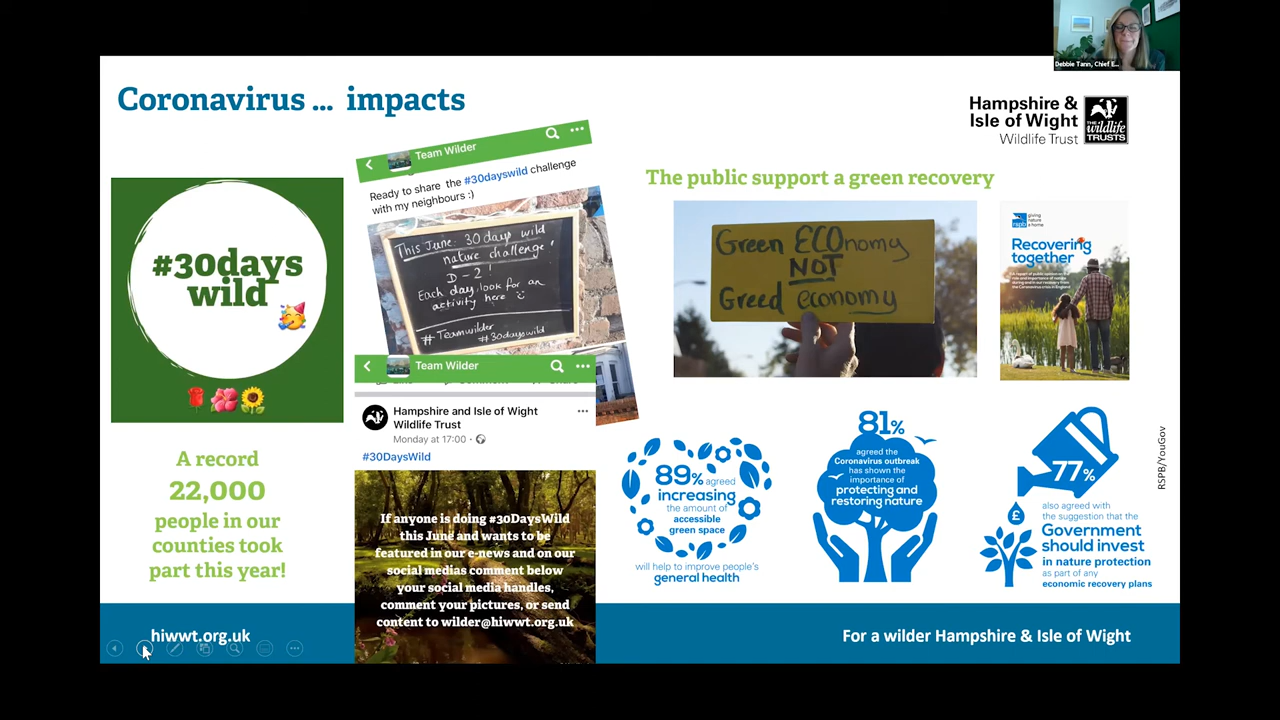 Debbie Tann, Chief E...
Coronavirus ... impacts
Hampshire &
Isle of Wight
Wildlife Trust
THE
wildlife
TRUSTS
#30days
wild
A record
22,000
people in our
counties took
part this year!
Team Wilder
Ready to share the #30dayswild challenge
with my neighbours :)
This June: 30 days wild
nature challenge!
D-2!
Each day, look for an
activity here
#Teamwilder
#30dayswild
Team Wilder
Hampshire and Isle of Wight
Wildlife Trust
Monday at 17:00 ·
#30DaysWild
If anyone is doing #30DaysWild
this June and wants to be
featured in our e-news and on our
social medias comment below
your social media handles,
comment your pictures, or send
content to wilder@hiwwt.org.uk
The public support a green recovery
Green ECOnomy
NOT
Greed economy
rspb
giving
nature
a home
Recovering
together
89% agreed
increasing
the amount of
accessible
green space
will help to improve people's
general health
81%
agreed the
Coronavirus outbreak
has shown the
importance of
protecting and
restoring nature
77%
£
also agreed with
the suggestion that the
Government
should invest
in nature protection
as part of any
economic recovery plans
RSPB/YouGov
hiwwt.org.uk
For a wilder Hampshire & Isle of Wight